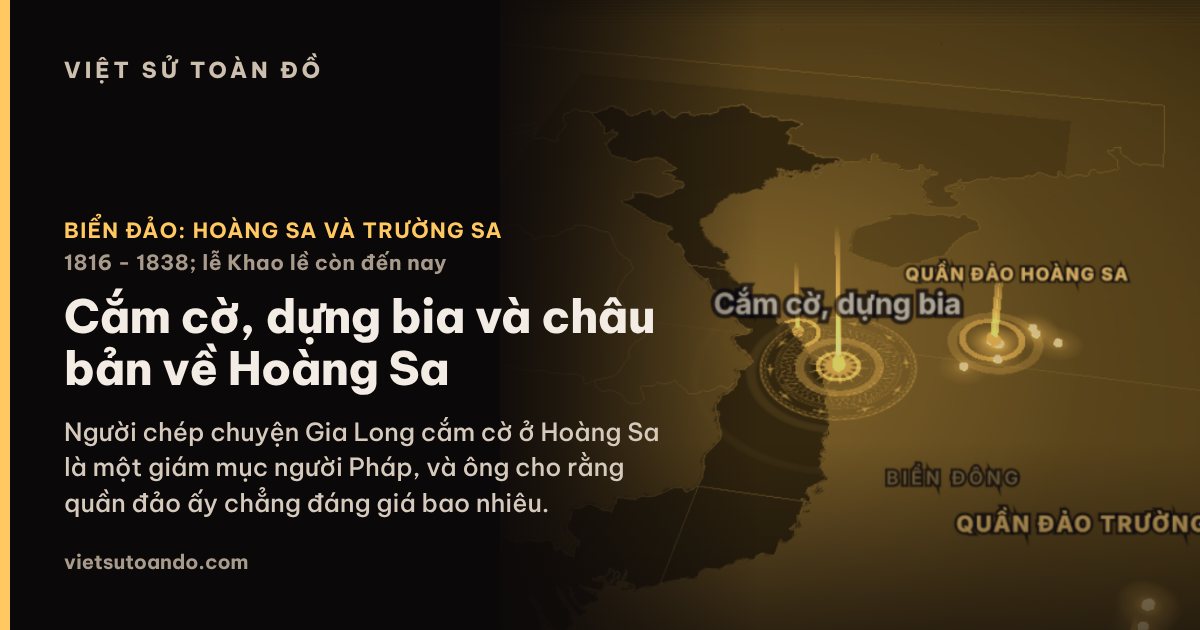 VIỆT SỬ TOÀN ĐỒ
BIỂN ĐẢO: HOÀNG SA VÀ TRƯỜNG SA
1816 - 1838; lễ Khao lề còn đến nay
Cắm cờ, dựng bia và châu
bản về Hoàng Sa
Người chép chuyện Gia Long cắm cờ ở Hoàng Sa
là một giám mục người Pháp, và ông cho rằng
quần đảo ấy chẳng đáng giá bao nhiêu.
vietsutoando.com
QUẦN ĐẢO HOÀNG SA
Cắm cờ, dựng bia
BIỂN ĐÔNG
QUẦN ĐẢO TRƯỜNG